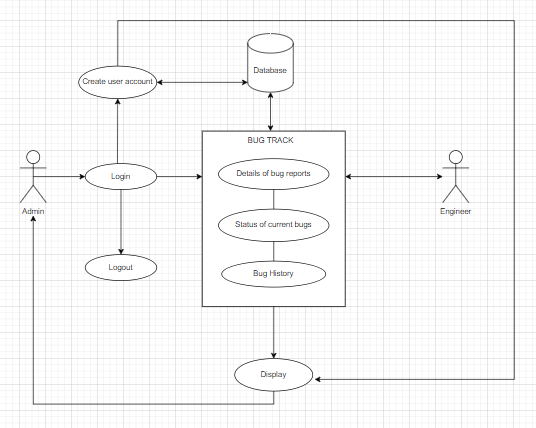 Create user account
Database
BUG TRACK
Details of bug reports
Login
Admin
Engineer
Status of current bugs
Logout
Bug History
Display